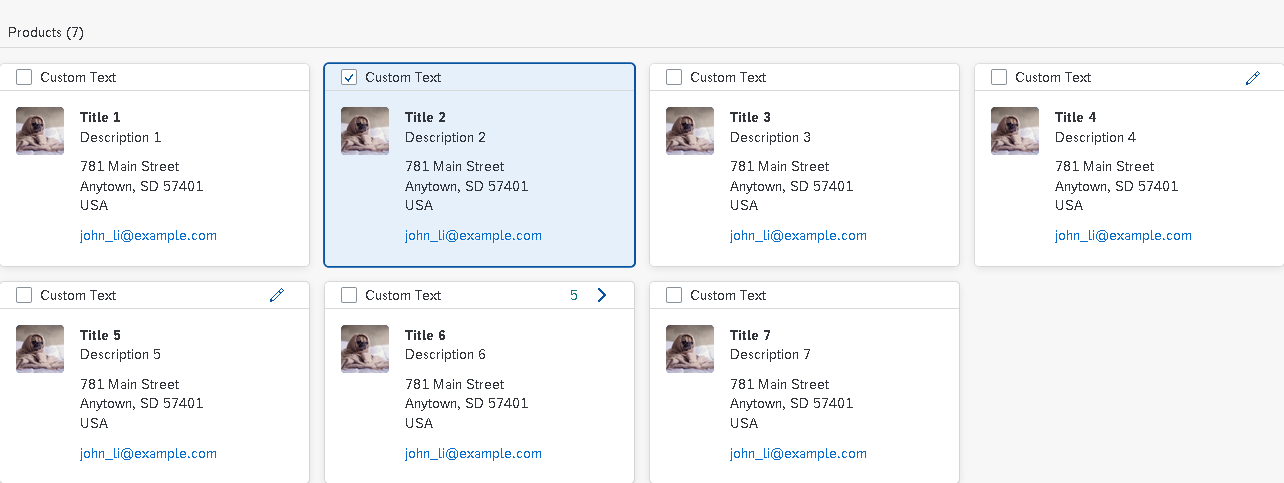 Products (7)
Custom Text
Title 1
Description 1
781 Main Street
Anytown, SD 57401
USA
john_li@example.com
Custom Text
Title 2
Description 2
781 Main Street
Anytown, SD 57401
USA
john_li@example.com
Custom Text
Title 3
Description 3
781 Main Street
Anytown, SD 57401
USA
john_li@example.com
Custom Text
Title 4
Description 4
781 Main Street
Anytown, SD 57401
USA
john_li@example.com
Custom Text
Title 5
Description 5
781 Main Street
Anytown, SD 57401
USA
john_li@example.com
Custom Text 5
Title 6
Description 6
781 Main Street
Anytown, SD 57401
USA
john_li@example.com
Custom Text
Title 7
Description 7
781 Main Street
Anytown, SD 57401
USA
john_li@example.com